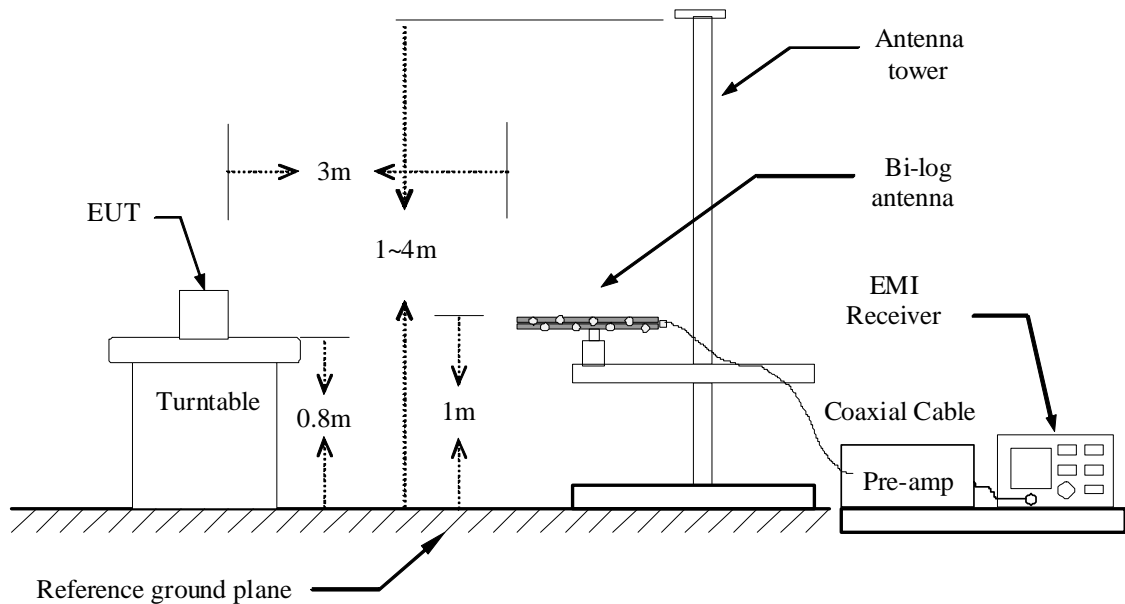 Antenna
tower
3m
Bi-log
antenna
EUT
1~4m
EMI
Receiver
Turntable
0.8m
1m
Coaxial Cable
Pre-amp
Reference ground plane